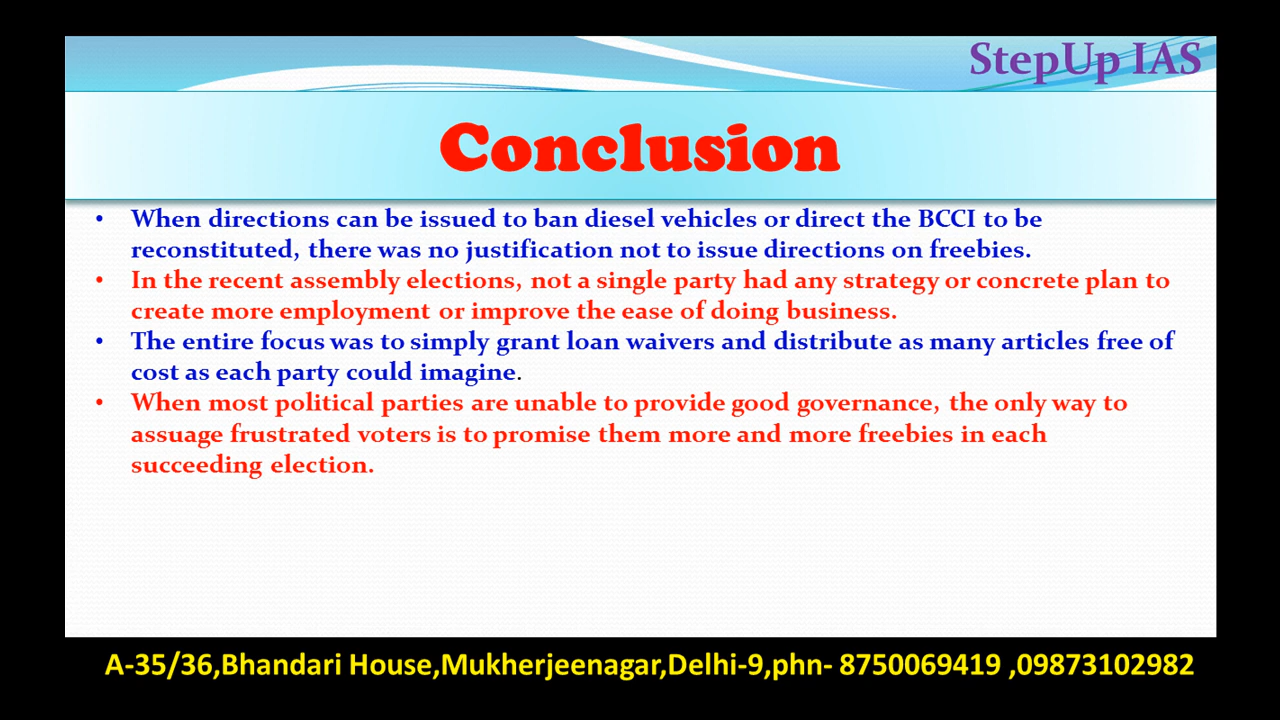 StepUp IAS
Conclusion
• When directions can be issued to ban diesel vehicles or direct the BCCI to be
reconstituted, there was no justification not to issue directions on freebies.
• In the recent assembly elections, not a single party had any strategy or concrete plan to
create more employment or improve the ease of doing business.
• The entire focus was to simply grant loan waivers and distribute as many articles free of
cost as each party could imagine.
• When most political parties are unable to provide good governance, the only way to
assuage frustrated voters is to promise them more and more freebies in each
succeeding election.
A-35/36,Bhandari House,Mukherjeenagar,Delhi-9,phn- 8750069419 ,09873102982